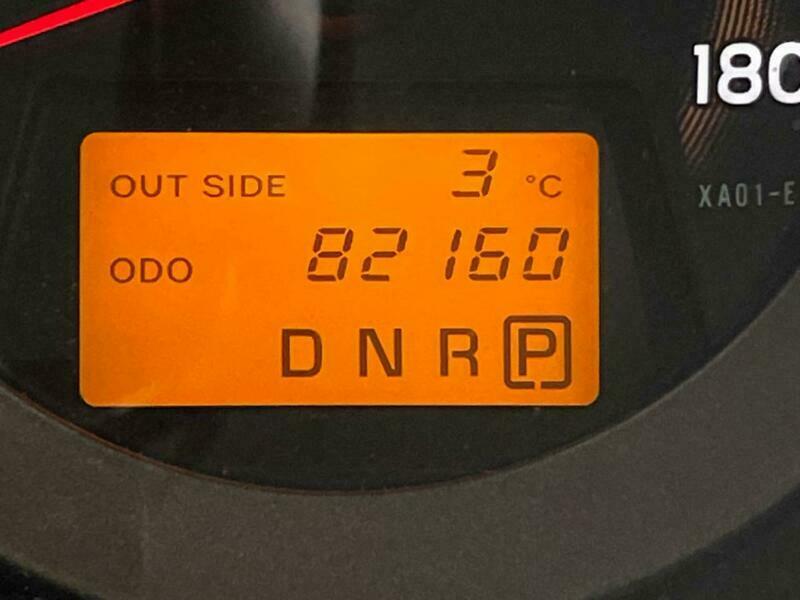 180
XA01-E
OUT SIDE 3 °C
ODO 82160
D N R P